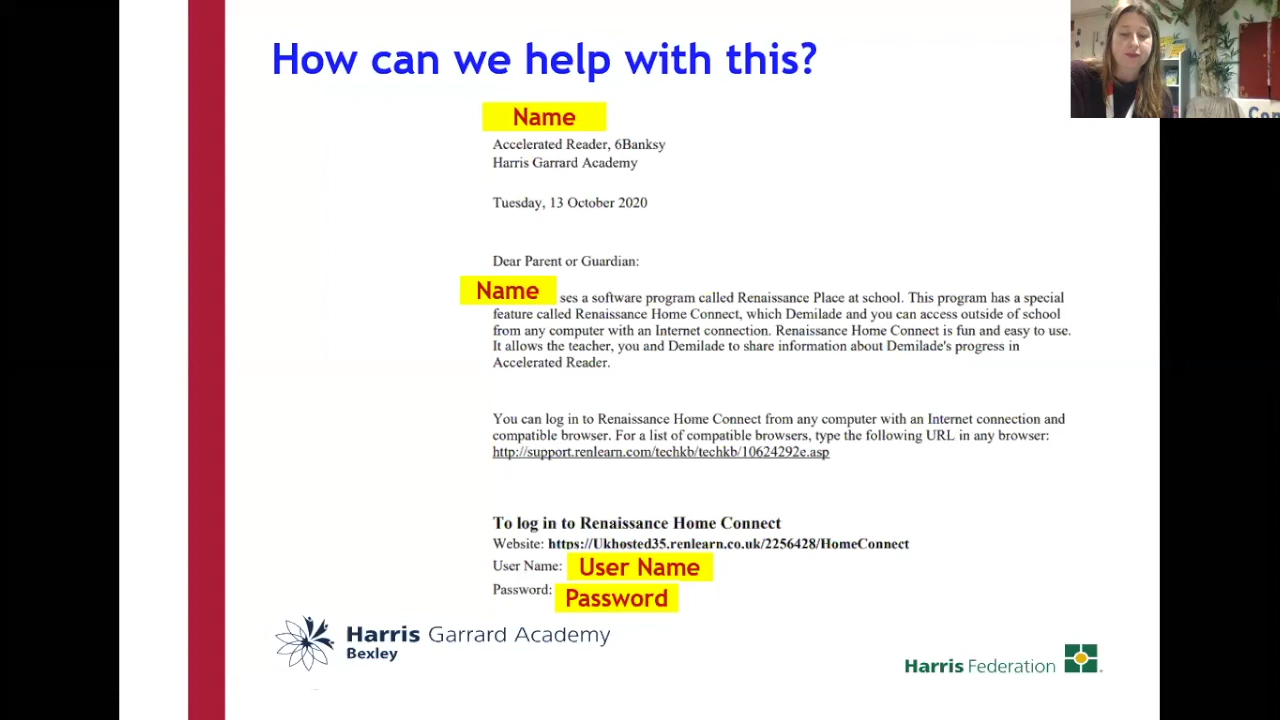 How can we help with this?
Name
Accelerated Reader, 6Banksy
Harris Garrard Academy
Tuesday, 13 October 2020
Dear Parent or Guardian:
Name ses a software program called Renaissance Place at school. This program has a special
feature called Renaissance Home Connect, which Demilade and you can access outside of school
from any computer with an Internet connection. Renaissance Home Connect is fun and easy to use.
It allows the teacher, you and Demilade to share information about Demilade's progress in
Accelerated Reader.
You can log in to Renaissance Home Connect from any computer with an Internet connection and
compatible browser. For a list of compatible browsers, type the following URL in any browser:
http://support.renlearn.com/techkb/techkb/10624292e.asp
To log in to Renaissance Home Connect
Website: https://Ukhosted35.renlearn.co.uk/2256428/HomeConnect
User Name: User Name
Password: Password
Harris Garrard Academy
Bexley
Harris Federation